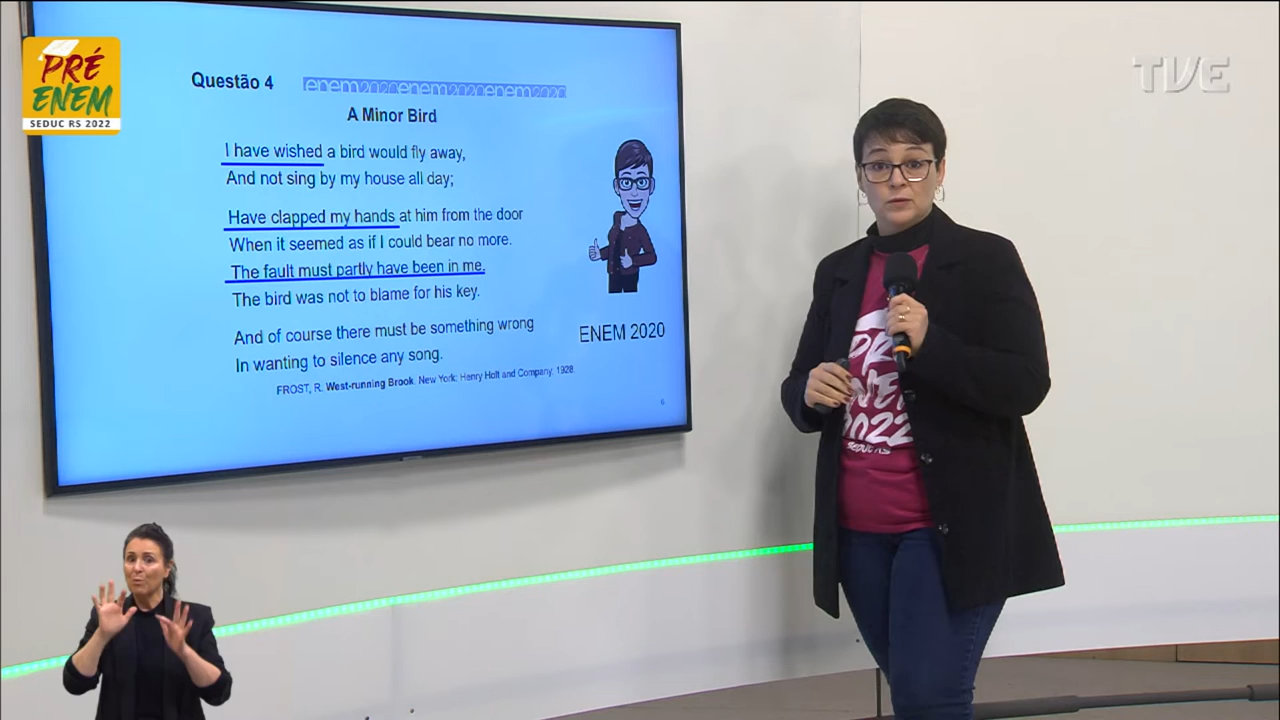 PRÉ
ENEM
SEDUC RS 2022
TVE
Questão 4
enem2020enem2020enem2020
A Minor Bird
I have wished a bird would fly away,
And not sing by my house all day;
Have clapped my hands at him from the door
When it seemed as if I could bear no more.
The fault must partly have been in me.
The bird was not to blame for his key.
And of course there must be something wrong
In wanting to silence any song.
FROST, R. West-running Brook. New York: Henry Holt and Company, 1928.
ENEM 2020
6
PRÉ
ENEM
2022
SEDUC RS